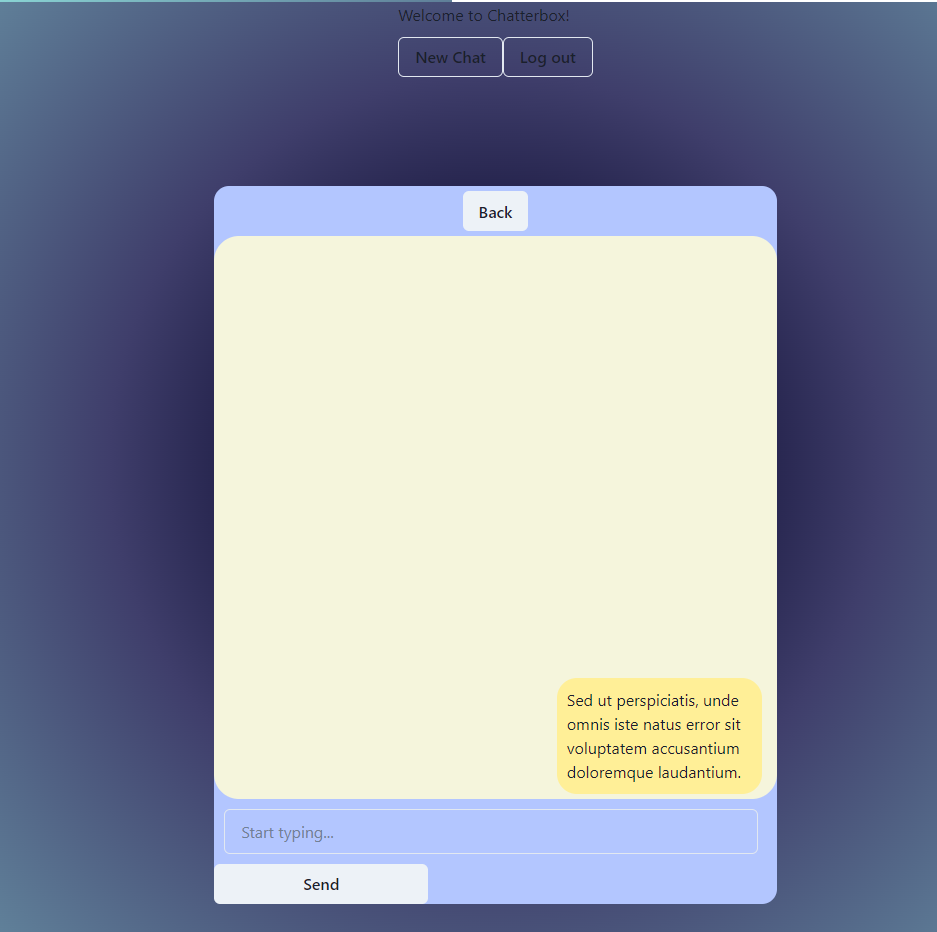 Welcome to Chatterbox!
New Chat Log out
Back
Sed ut perspiciatis, unde
omnis iste natus error sit
voluptatem accusantium
doloremque laudantium.
Start typing...
Send